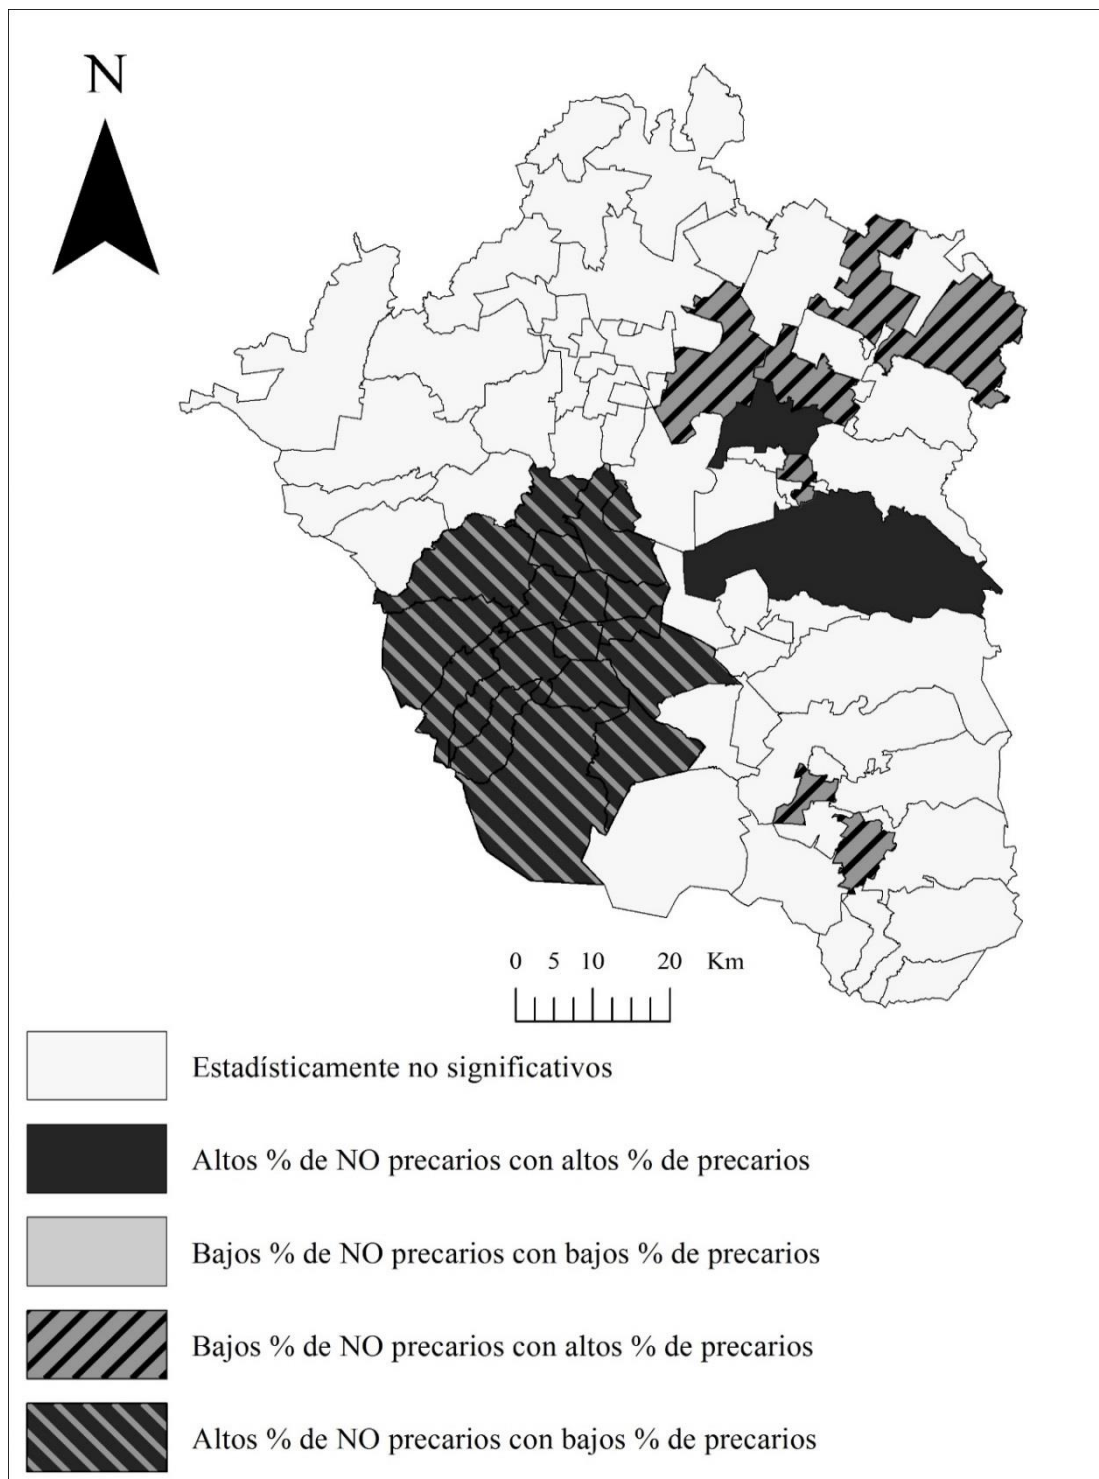 N
0 5 10 20 Km
Estadísticamente no significativos
Altos % de NO precarios con altos % de precarios
Bajos % de NO precarios con bajos % de precarios
Bajos % de NO precarios con altos % de precarios
Altos % de NO precarios con bajos % de precarios